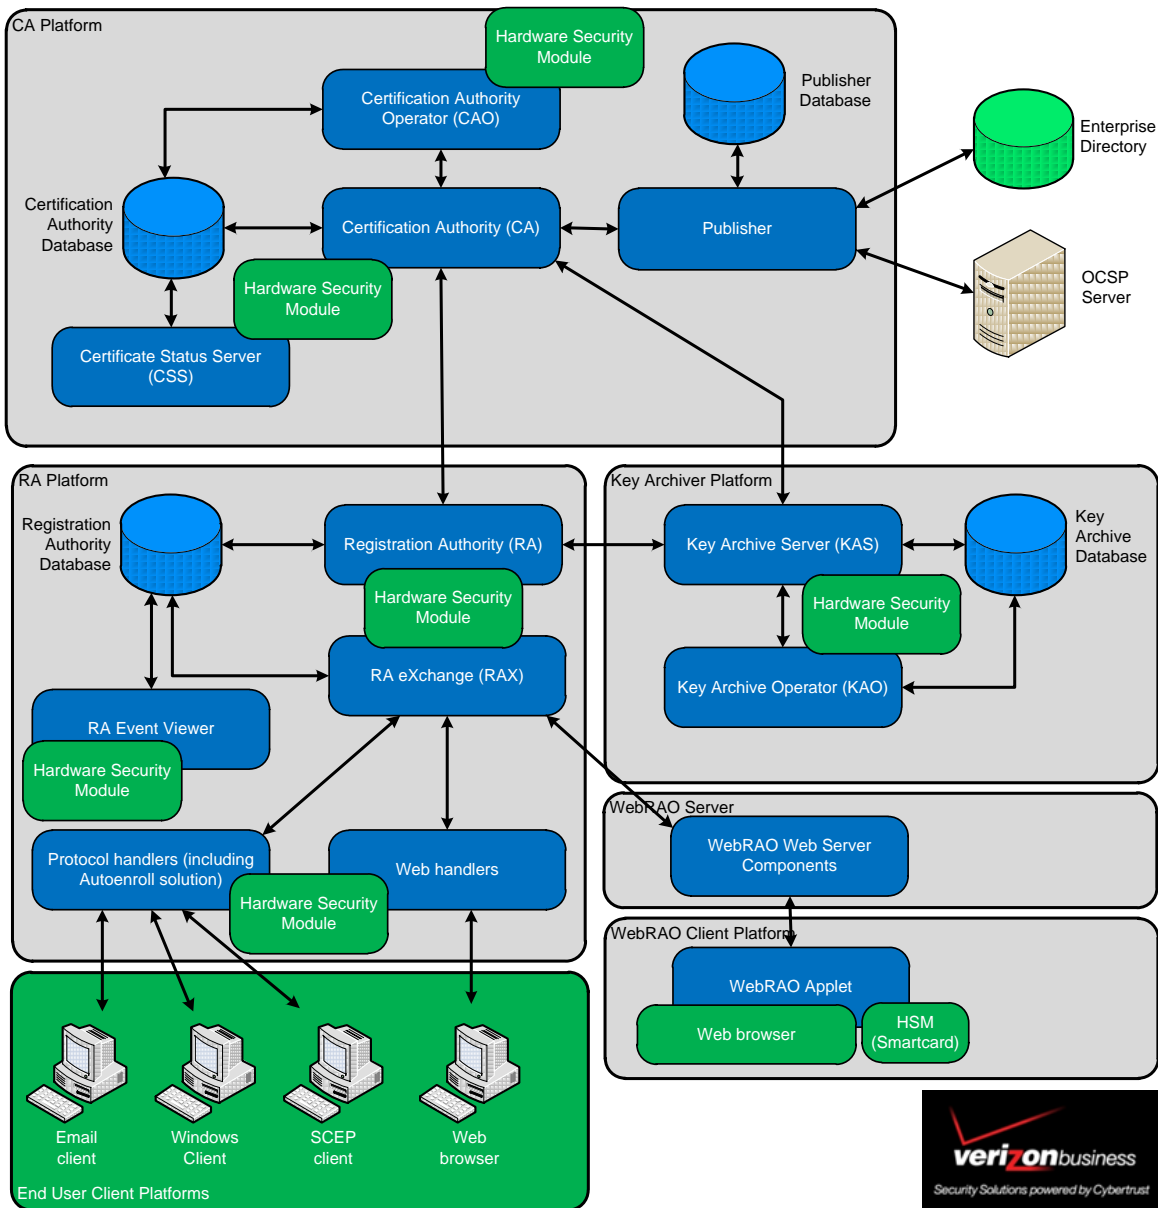 CA Platform
Hardware Security
Module
Certification Authority
Operator (CAO)
Publisher
Database
Enterprise
Directory
Certification
Authority
Database
Certification Authority (CA)
Publisher
Hardware Security
Module
OCSP
Server
Certificate Status Server
(CSS)
RA Platform
Registration
Authority
Database
Registration Authority (RA)
Hardware Security
Module
RA eXchange (RAX)
RA Event Viewer
Hardware Security
Module
Protocol handlers (including
Autoenroll solution)
Web handlers
Hardware Security
Module
Key Archiver Platform
Key Archive Server (KAS)
Key
Archive
Database
Hardware Security
Module
Key Archive Operator (KAO)
WebRAO Server
WebRAO Web Server
Components
WebRAO Client Platform
WebRAO Applet
Web browser
HSM
(Smartcard)
Email
client
Windows
Client
SCEP
client
Web
browser
End User Client Platforms
verizonbusiness
Security Solutions powered by Cybertrust